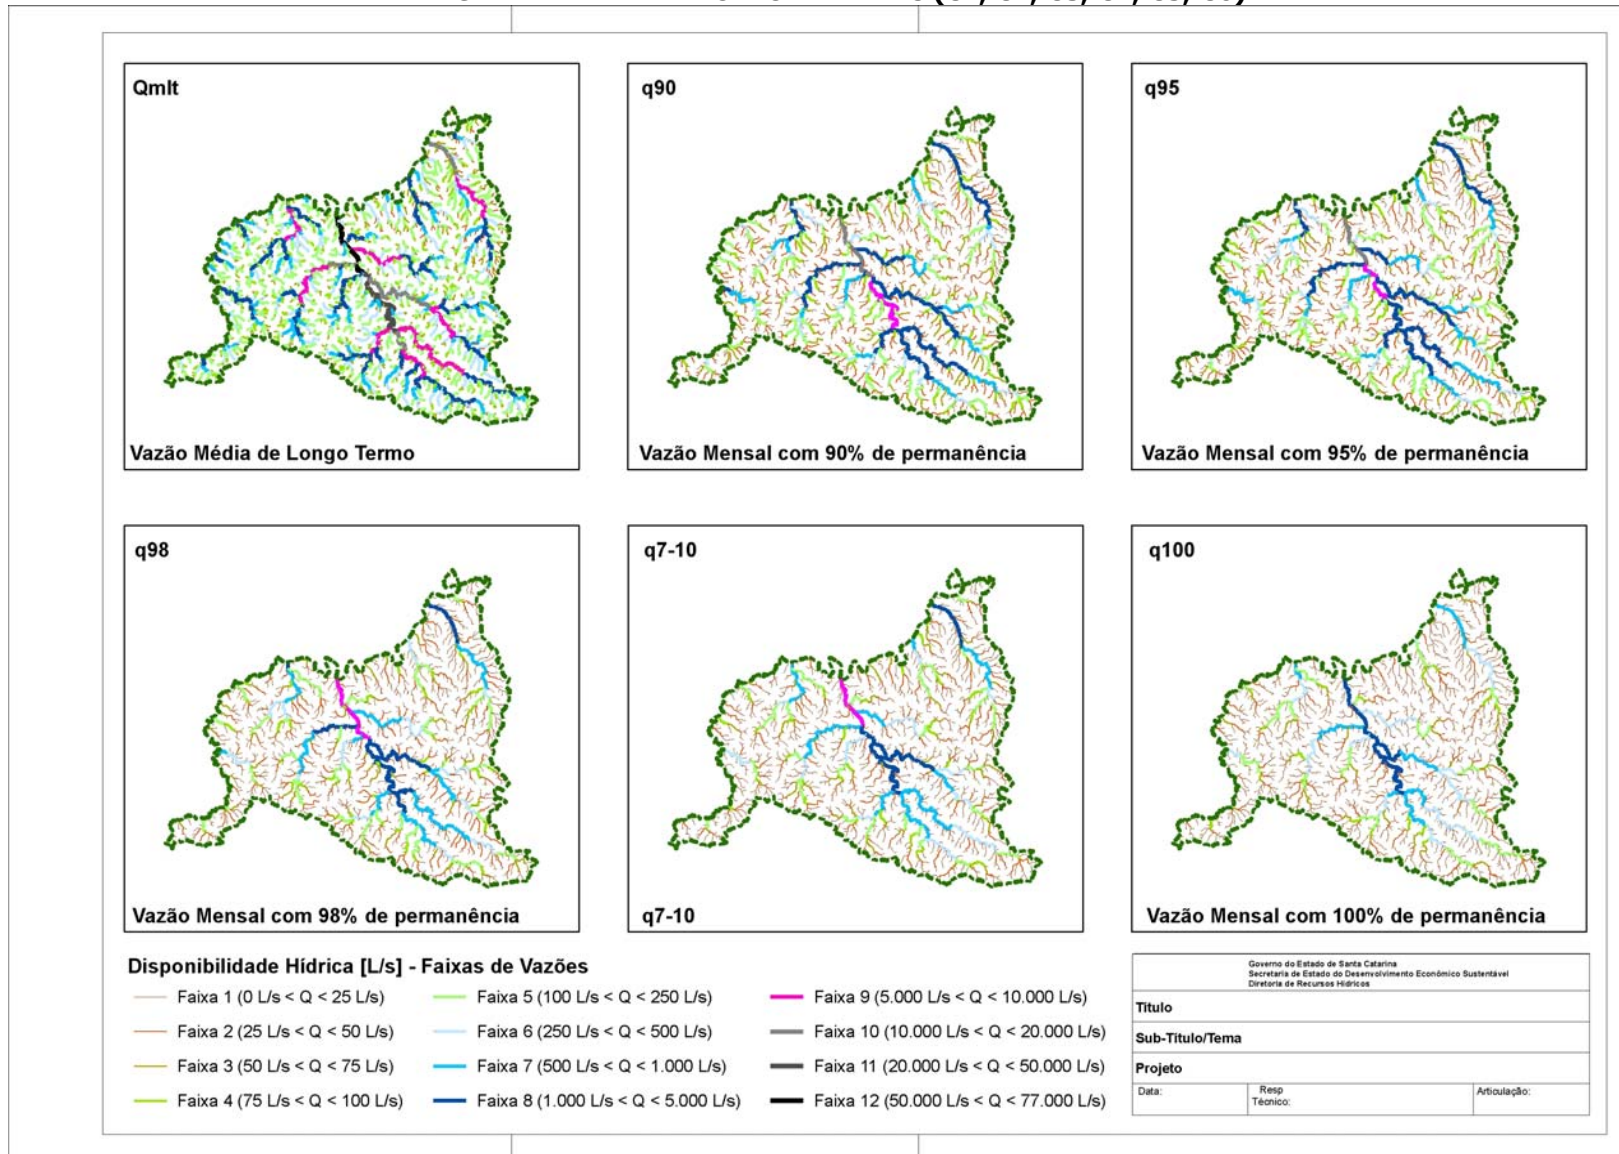 Qmlt
Vazão Média de Longo Termo
q90
Vazão Mensal com 90% de permanência
q95
Vazão Mensal com 95% de permanência
q98
Vazão Mensal com 98% de permanência
q7-10
q7-10
q100
Vazão Mensal com 100% de permanência
Disponibilidade Hídrica [L/s] - Faixas de Vazões
Faixa 1 (0 L/s < Q < 25 L/s)
Faixa 2 (25 L/s < Q < 50 L/s)
Faixa 3 (50 L/s < Q < 75 L/s)
Faixa 4 (75 L/s < Q < 100 L/s)
Faixa 5 (100 L/s < Q < 250 L/s)
Faixa 6 (250 L/s < Q < 500 L/s)
Faixa 7 (500 L/s < Q < 1.000 L/s)
Faixa 8 (1.000 L/s < Q < 5.000 L/s)
Faixa 9 (5.000 L/s < Q < 10.000 L/s)
Faixa 10 (10.000 L/s < Q < 20.000 L/s)
Faixa 11 (20.000 L/s < Q < 50.000 L/s)
Faixa 12 (50.000 L/s < Q < 77.000 L/s)
Governo do Estado de Santa Catarina
Secretaria de Estado do Desenvolvimento Econômico Sustentável
Diretoria de Recursos Hídricos
Título
Sub-Título/Tema
Projeto
Data:
Resp
Técnico:
Articulação: